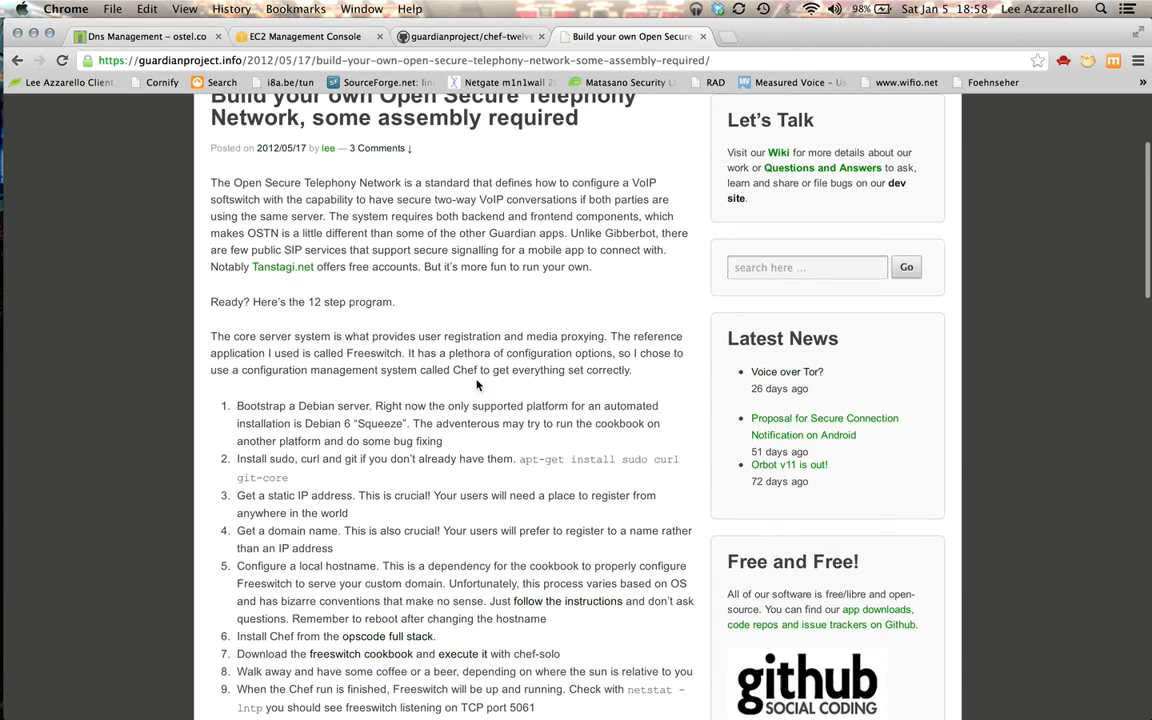 Chrome File Edit View History Bookmarks Window Help 98% Sat Jan 5 18:58 Lee Azzarello
Dns Management - ostel.co EC2 Management Console guardianproject/chef-twelve Build your own Open Secure
https://guardianproject.info/2012/05/17/build-your-own-open-secure-telephony-network-some-assembly-required/
Lee Azzarello Client Cornify Search i8a.be/tun SourceForge.net: Netgate m1n1wall 2 Matasano Security RAD Measured Voice - U www.wifio.net Foehnseher »
Build your own Open Secure Telephony
Network, some assembly required
Posted on 2012/05/17 by lee — 3 Comments ↓
The Open Secure Telephony Network is a standard that defines how to configure a VoIP
softswitch with the capability to have secure two-way VoIP conversations if both parties are
using the same server. The system requires both backend and frontend components, which
makes OSTN is a little different than some of the other Guardian apps. Unlike Gibberbot, there
are few public SIP services that support secure signalling for a mobile app to connect with.
Notably Tanstagi.net offers free accounts. But it's more fun to run your own.
Ready? Here's the 12 step program.
The core server system is what provides user registration and media proxying. The reference
application I used is called Freeswitch. It has a plethora of configuration options, so I chose to
use a configuration management system called Chef to get everything set correctly.
1. Bootstrap a Debian server. Right now the only supported platform for an automated
installation is Debian 6 “Squeeze”. The adventerous may try to run the cookbook on
another platform and do some bug fixing
2. Install sudo, curl and git if you don't already have them. apt-get install sudo curl
git-core
3. Get a static IP address. This is crucial! Your users will need a place to register from
anywhere in the world
4. Get a domain name. This is also crucial! Your users will prefer to register to a name rather
than an IP address
5. Configure a local hostname. This is a dependency for the cookbook to properly configure
Freeswitch to serve your custom domain. Unfortunately, this process varies based on OS
and has bizarre conventions that make no sense. Just follow the instructions and don't ask
questions. Remember to reboot after changing the hostname
6. Install Chef from the opscode full stack.
7. Download the freeswitch cookbook and execute it with chef-solo
8. Walk away and have some coffee or a beer, depending on where the sun is relative to you
9. When the Chef run is finished, Freeswitch will be up and running. Check with netstat -
lntp you should see freeswitch listening on TCP port 5061
Let's Talk
Visit our Wiki for more details about our
work or Questions and Answers to ask,
learn and share or file bugs on our dev
site.
search here ... Go
Latest News
• Voice over Tor?
26 days ago
• Proposal for Secure Connection
Notification on Android
51 days ago
• Orbot v11 is out!
72 days ago
Free and Free!
All of our software is free/libre and open-
source. You can find our app downloads,
code repos and issue trackers on Github.
github
SOCIAL CODING